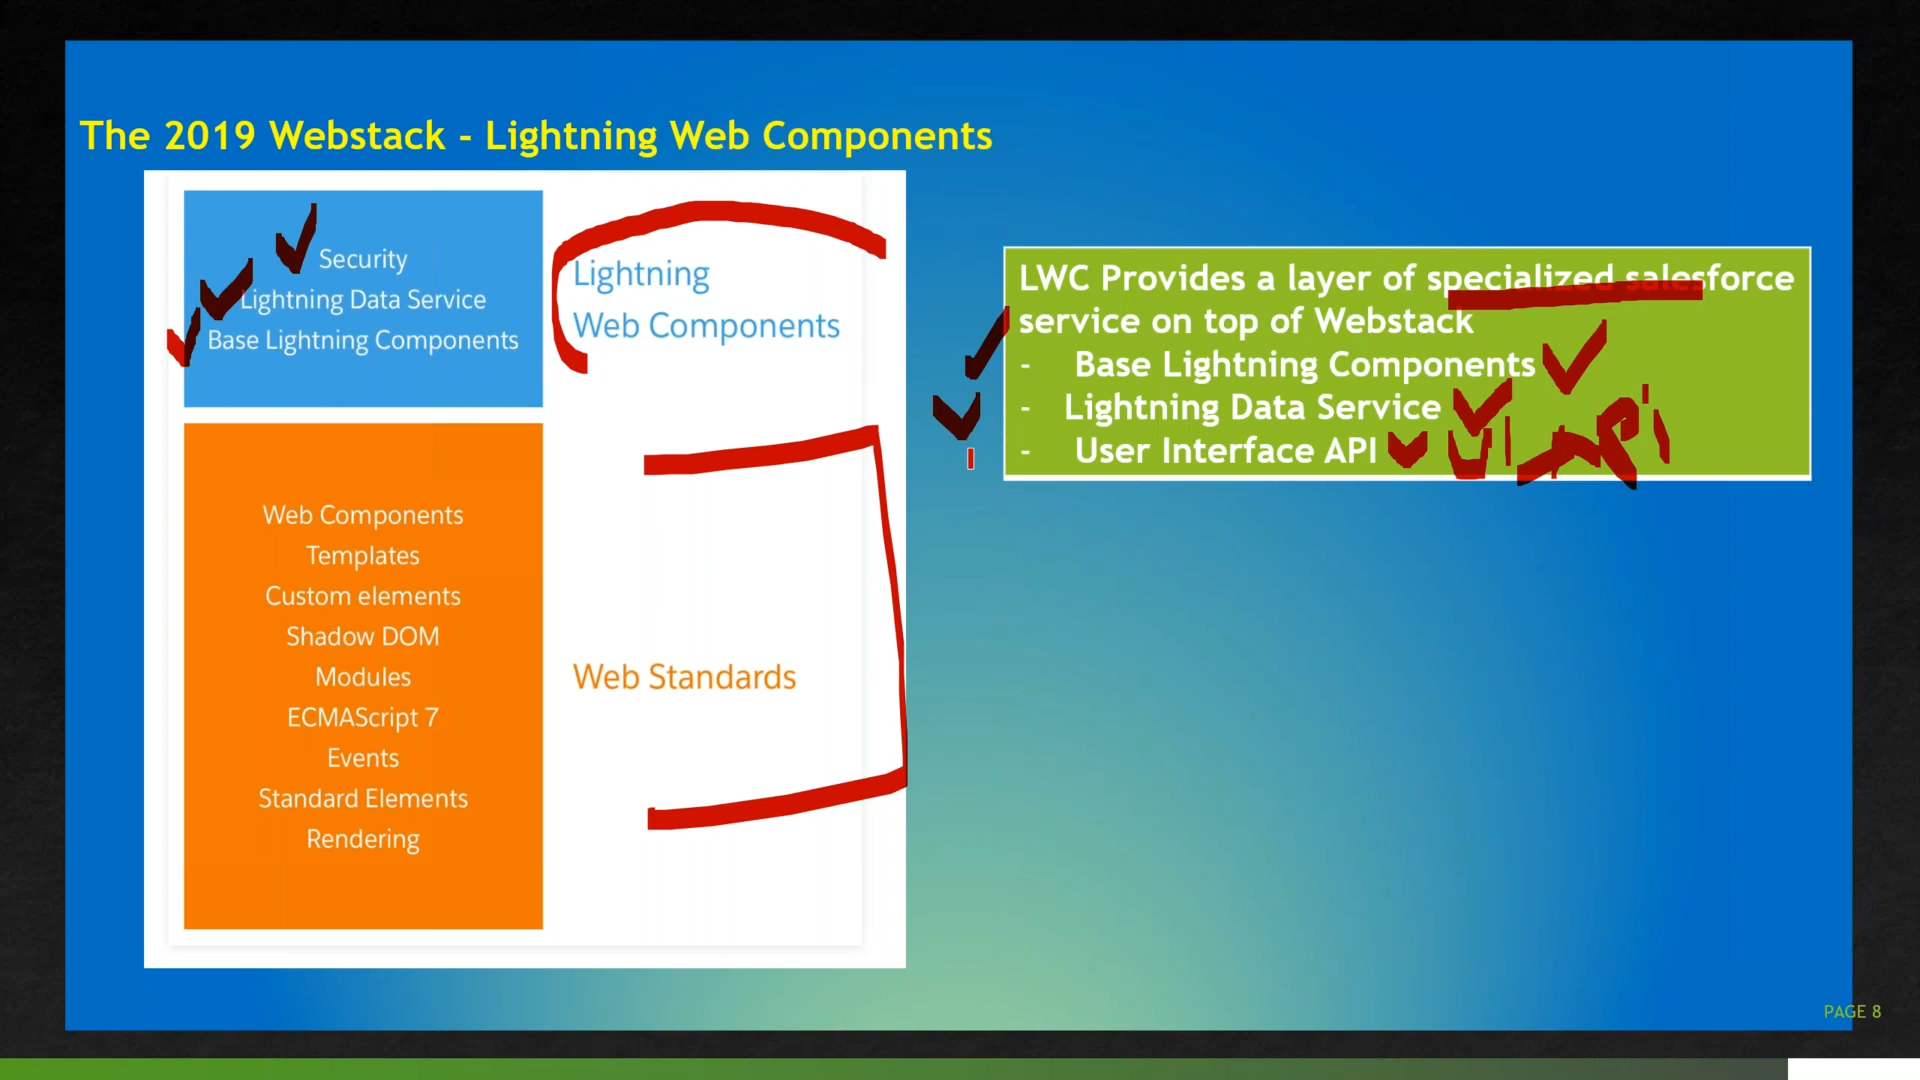 The 2019 Webstack - Lightning Web Components
Security
Lightning Data Service
Base Lightning Components
Lightning
Web Components
Web Components
Templates
Custom elements
Shadow DOM
Modules
ECMAScript 7
Events
Standard Elements
Rendering
Web Standards
LWC Provides a layer of specialized salesforce
service on top of Webstack
- Base Lightning Components
- Lightning Data Service
- User Interface API
PAGE 8